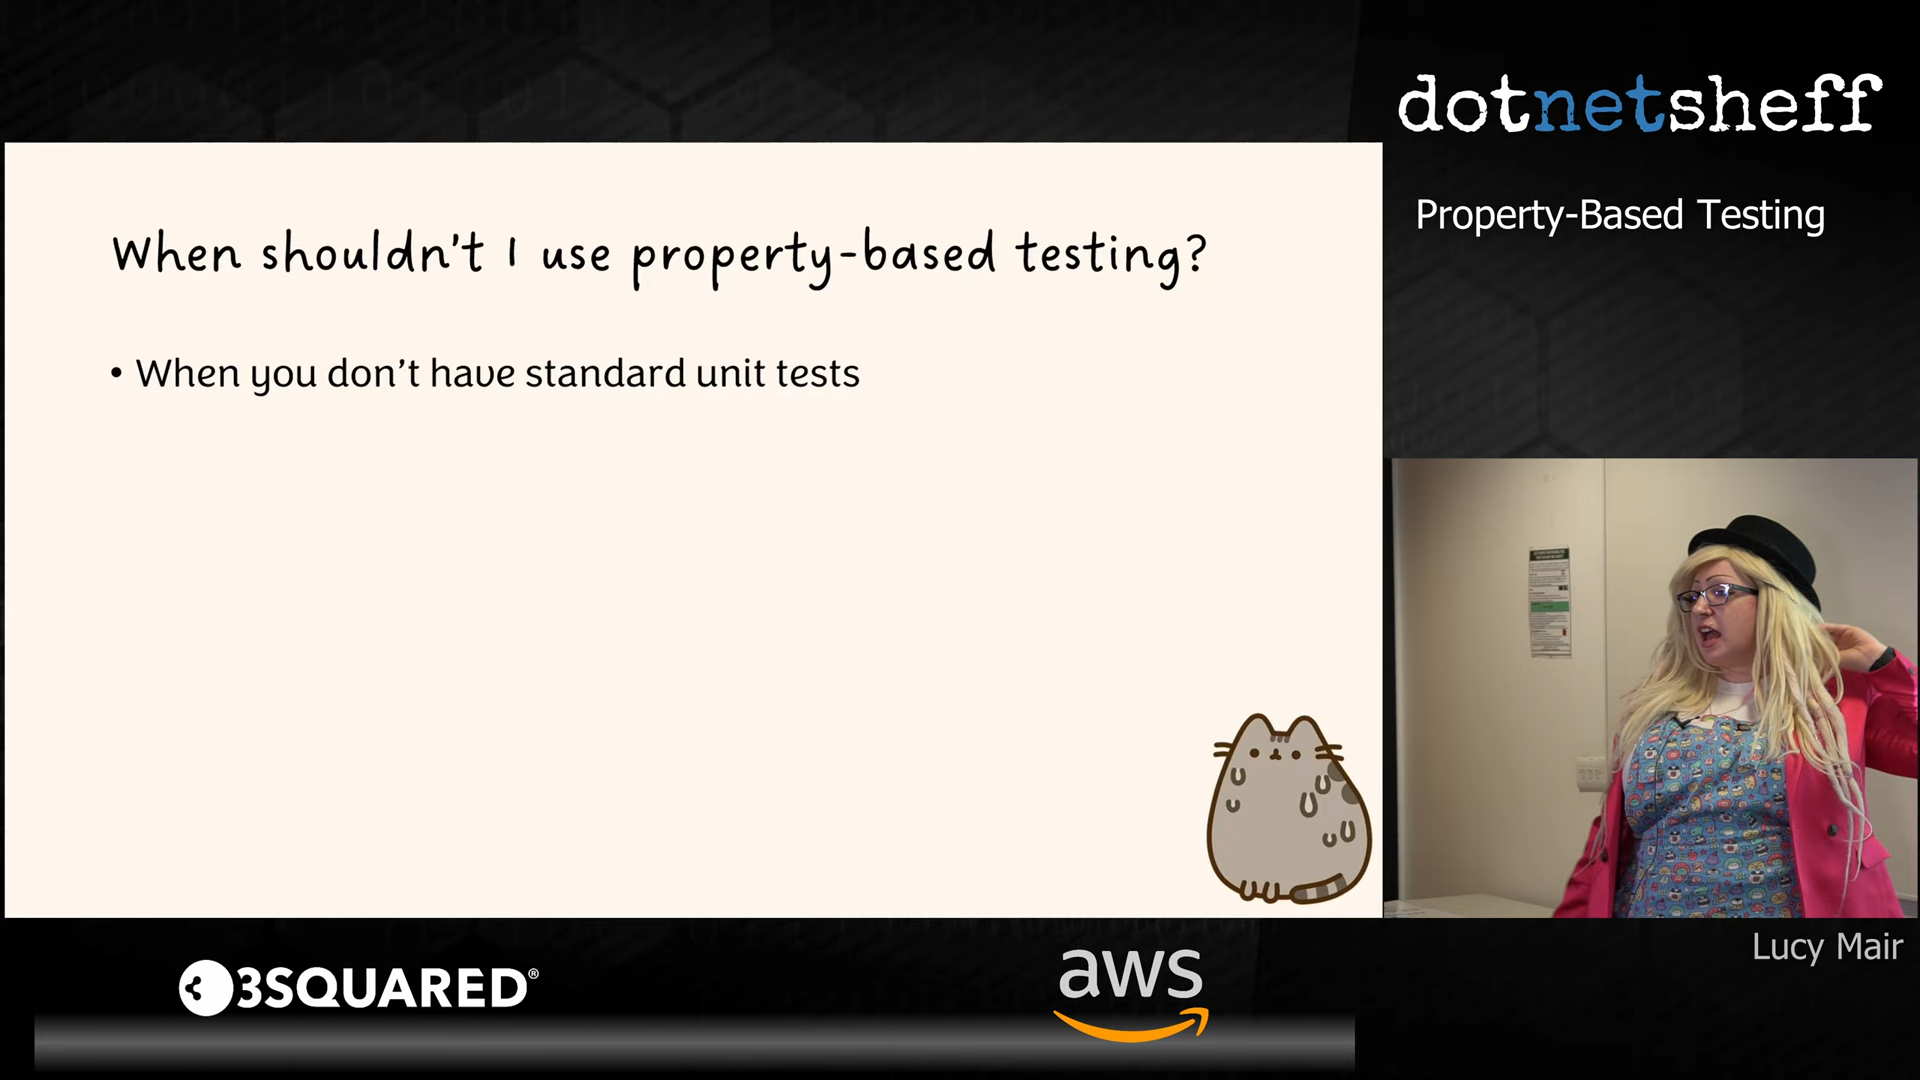 dotnetsheff
Property-Based Testing
When shouldn't I use property-based testing?
• When you don't have standard unit tests
Lucy Mair
3SQUARED®
aws